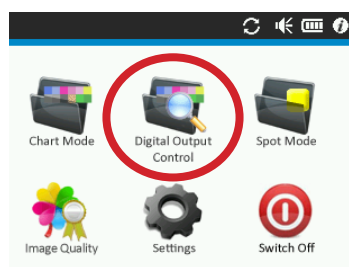 Chart Mode
Digital Output
Control
Spot Mode
Image Quality
Settings
Switch Off